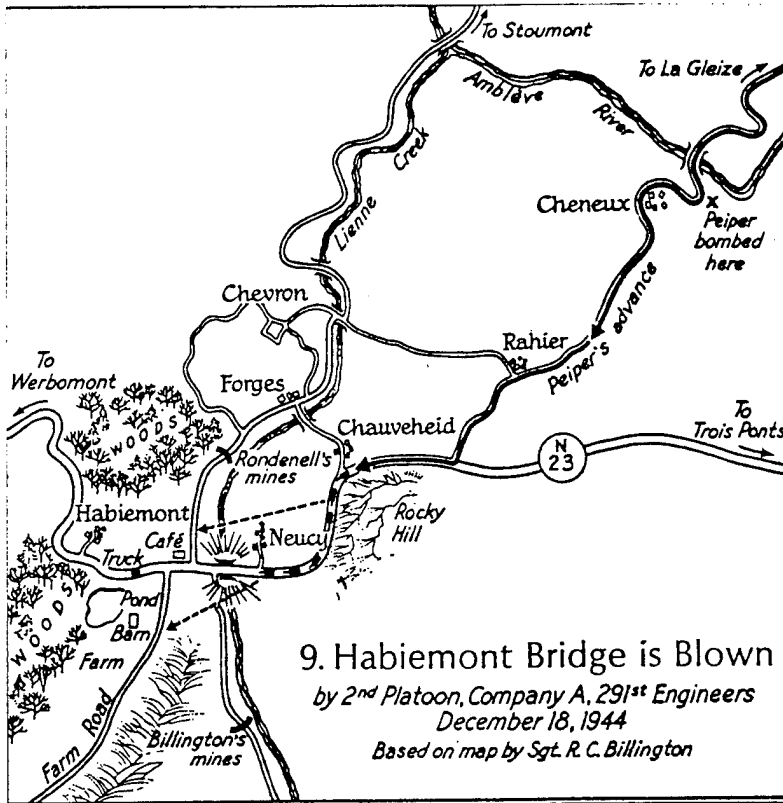 To Stoumont
Amblève
River
To La Gleize
Creek
Lienne
Cheneux
x
Peiper
bombed
here
Peiper's advance
Chevron
Rahier
To
Werbomont
Forges
Chauveheid
To
Trois Ponts
N
23
WOODS
Rondenell's
mines
Rocky
Hill
Habiemont
Café
Neucy
Truck
Pond
Barn
WOODS
Farm
Farm Road
Billington's
mines
9. Habiemont Bridge is Blown
by 2nd Platoon, Company A, 291st Engineers
December 18, 1944
Based on map by Sgt. R. C. Billington